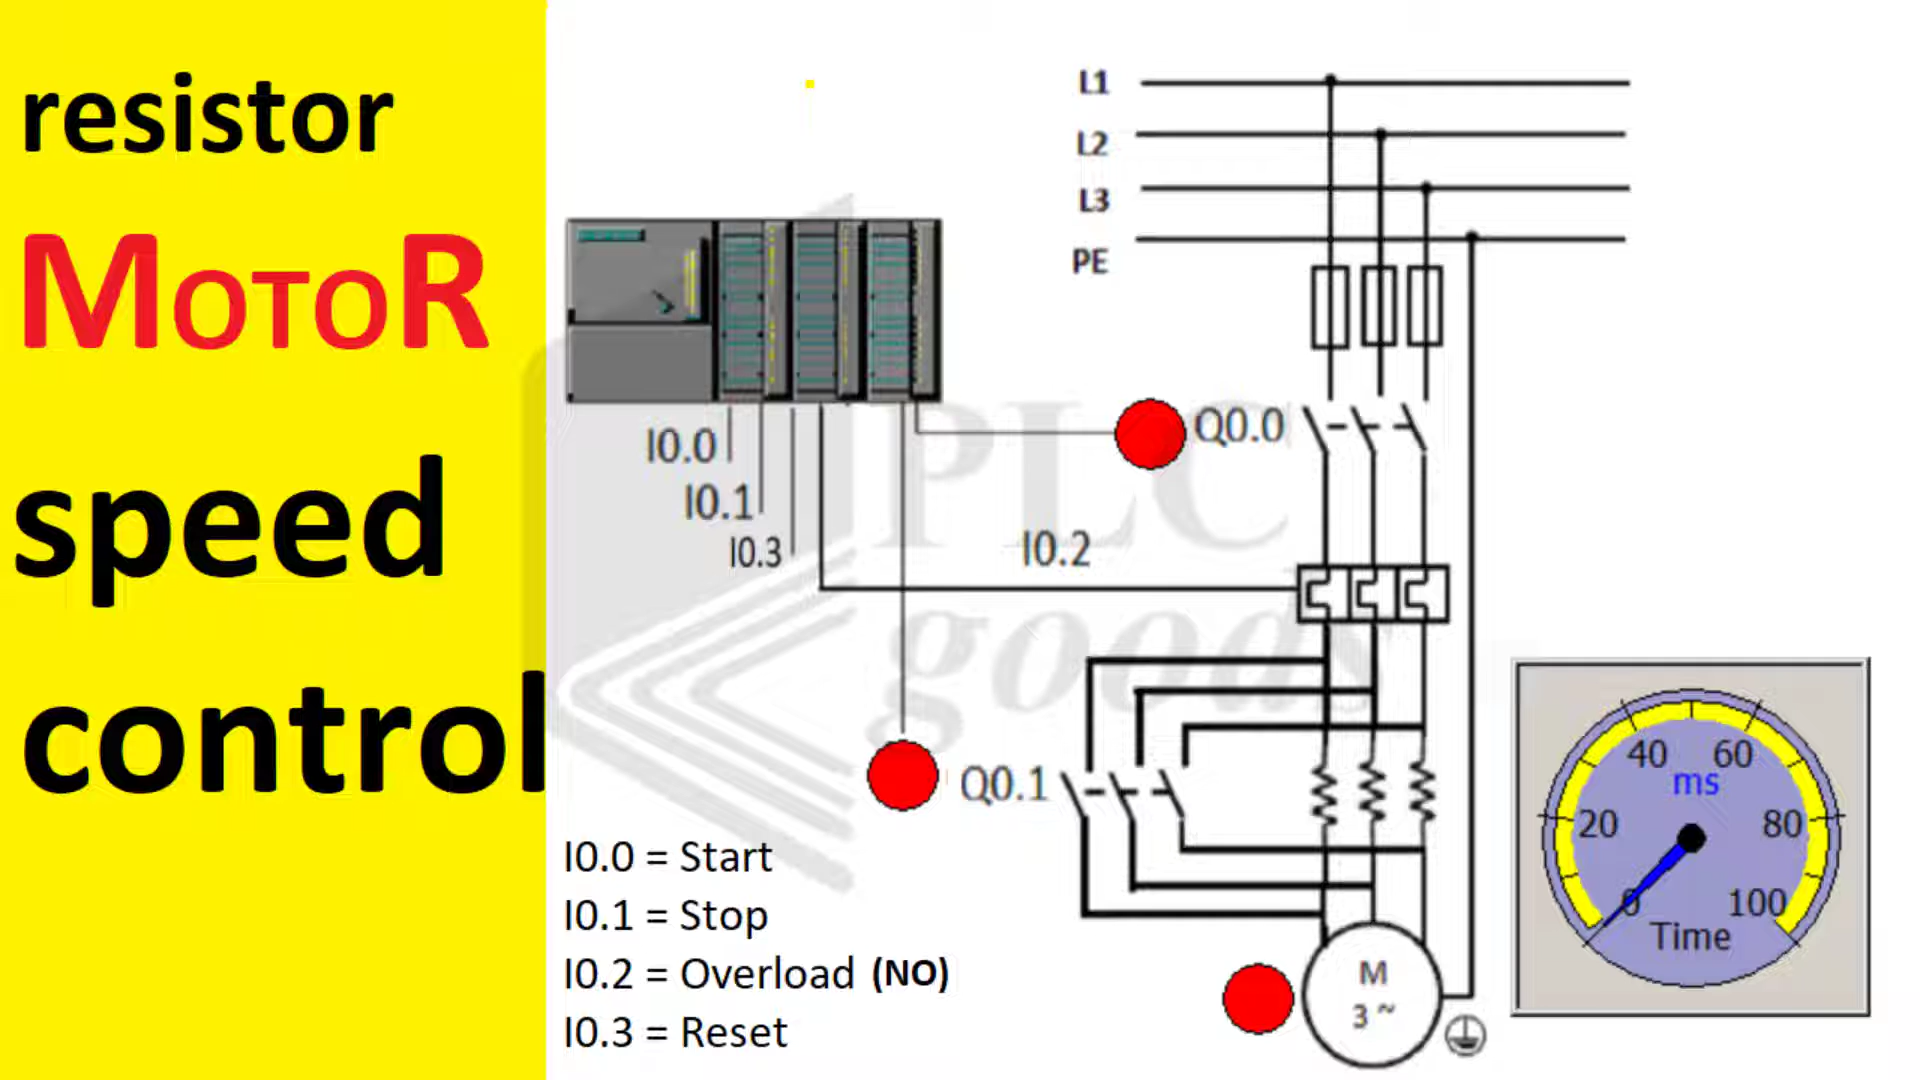 resistor
MOTOR
speed
control
L1
L2
L3
PE
I0.0
I0.1
I0.3
I0.2
Q0.0
Q0.1
PLC
goods
I0.0 = Start
I0.1 = Stop
I0.2 = Overload (NO)
I0.3 = Reset
M
3 ~
40 60
ms
20 80
0 100
Time